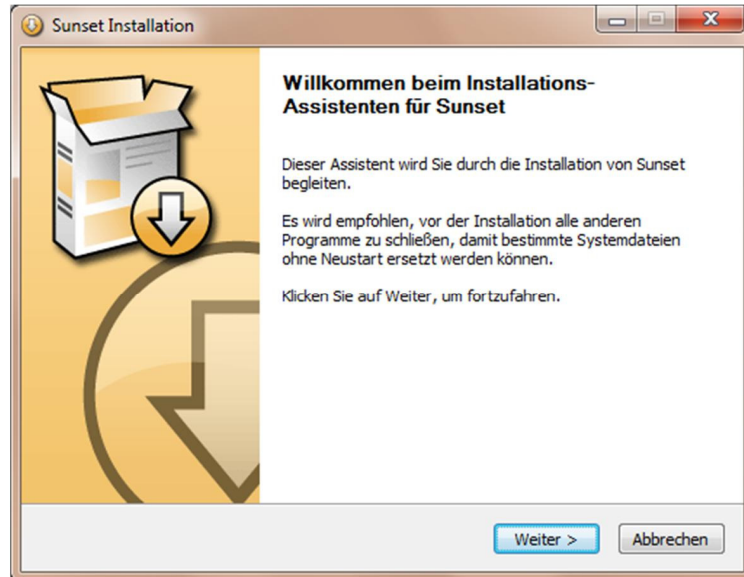 Sunset Installation
Willkommen beim Installations-
Assistenten für Sunset
Dieser Assistent wird Sie durch die Installation von Sunset
begleiten.
Es wird empfohlen, vor der Installation alle anderen
Programme zu schließen, damit bestimmte Systemdateien
ohne Neustart ersetzt werden können.
Klicken Sie auf Weiter, um fortzufahren.
Weiter >
Abbrechen